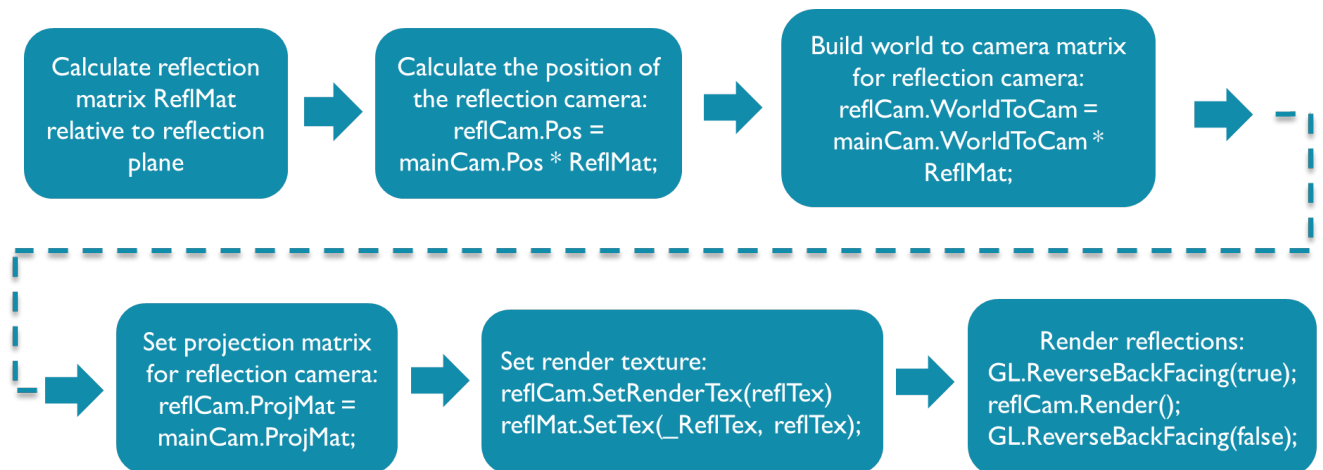 Calculate reflection
matrix ReflMat
relative to reflection
plane
Calculate the position of
the reflection camera:
reflCam.Pos =
mainCam.Pos * ReflMat;
Build world to camera matrix
for reflection camera:
reflCam.WorldToCam =
mainCam.WorldToCam *
ReflMat;
Set projection matrix
for reflection camera:
reflCam.ProjMat =
mainCam.ProjMat;
Set render texture:
reflCam.SetRenderTex(reflTex)
reflMat.SetTex(_ReflTex, reflTex);
Render reflections:
GL.ReverseBackFacing(true);
reflCam.Render();
GL.ReverseBackFacing(false);